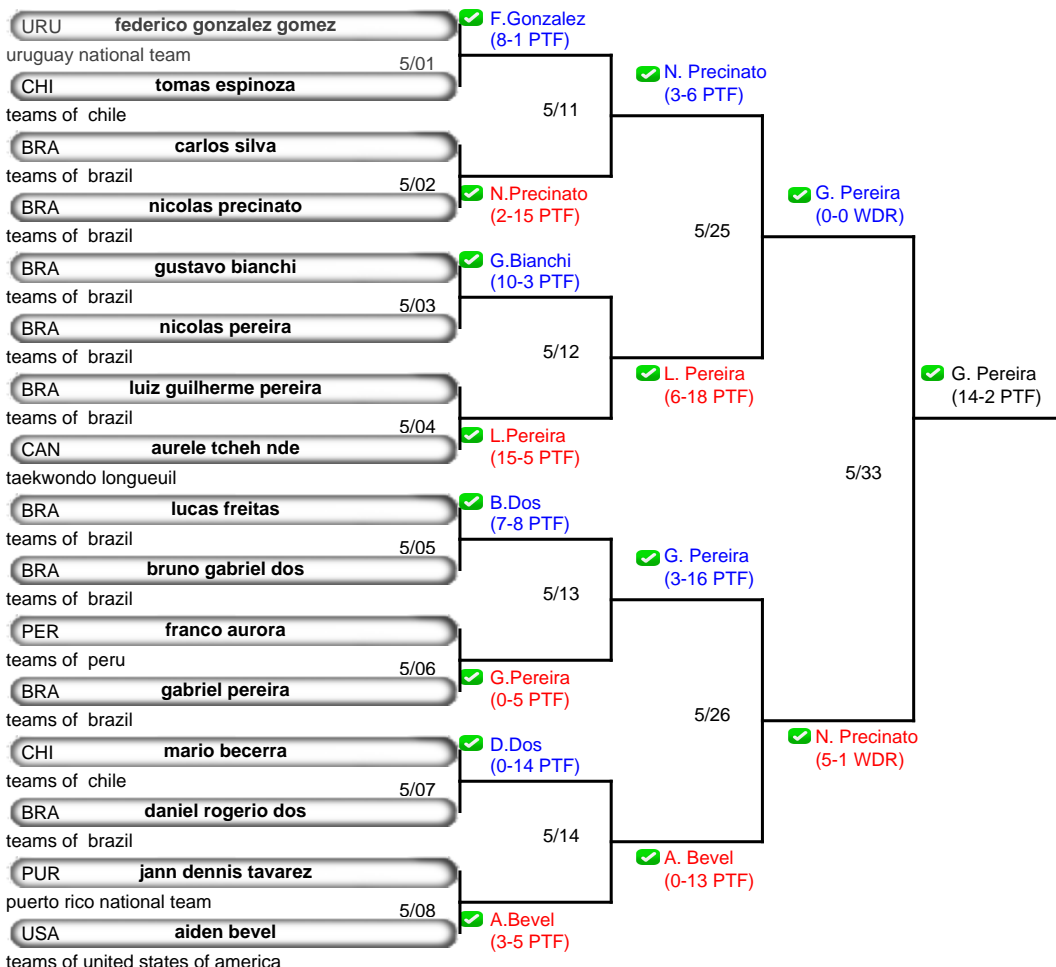 URU federico gonzalez gomez
uruguay national team
5/01
CHI tomas espinoza
teams of chile
BRA carlos silva
teams of brazil
5/02
BRA nicolas precinato
teams of brazil
BRA gustavo bianchi
teams of brazil
5/03
BRA nicolas pereira
teams of brazil
BRA luiz guilherme pereira
teams of brazil
5/04
CAN aurele tcheh nde
taekwondo longueuil
BRA lucas freitas
teams of brazil
5/05
BRA bruno gabriel dos
teams of brazil
PER franco aurora
teams of peru
5/06
BRA gabriel pereira
teams of brazil
CHI mario becerra
teams of chile
5/07
BRA daniel rogerio dos
teams of brazil
PUR jann dennis tavarez
puerto rico national team
5/08
USA aiden bevel
teams of united states of america
F.Gonzalez
(8-1 PTF)
5/11
N.Precinato
(2-15 PTF)
G.Bianchi
(10-3 PTF)
5/12
L.Pereira
(15-5 PTF)
B.Dos
(7-8 PTF)
5/13
G.Pereira
(0-5 PTF)
D.Dos
(0-14 PTF)
5/14
A.Bevel
(3-5 PTF)
N. Precinato
(3-6 PTF)
5/25
L. Pereira
(6-18 PTF)
G. Pereira
(3-16 PTF)
5/26
A. Bevel
(0-13 PTF)
G. Pereira
(0-0 WDR)
5/33
N. Precinato
(5-1 WDR)
G. Pereira
(14-2 PTF)